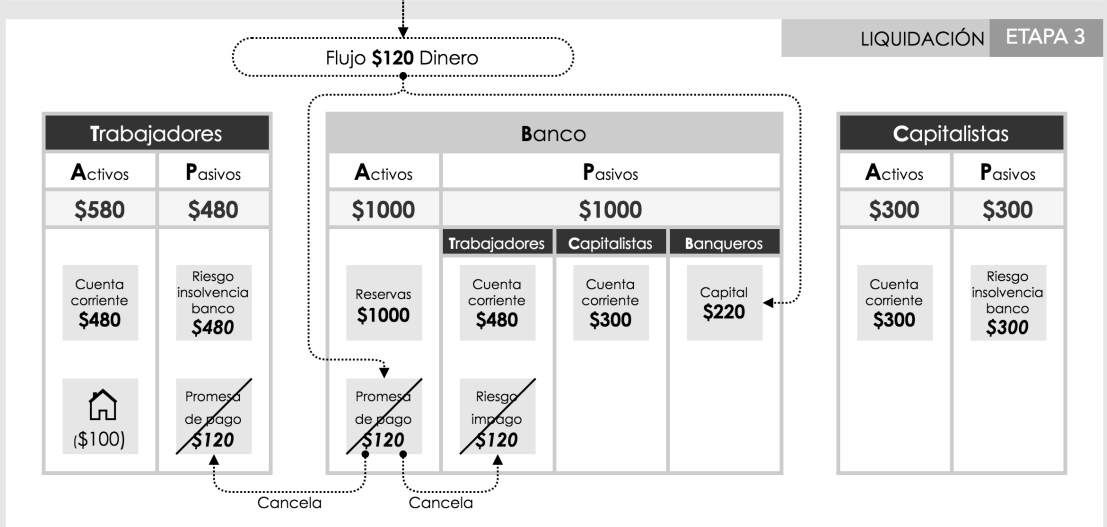 LIQUIDACIÓN ETAPA 3
Flujo $120 Dinero
Trabajadores
Activos Pasivos
$580 $480
Cuenta
corriente
$480
Riesgo
insolvencia
banco
$480
($100)
Promesa
de pago
$120
Banco
Activos Pasivos
$1000 $1000
Trabajadores Capitalistas Banqueros
Reservas
$1000
Cuenta
corriente
$480
Cuenta
corriente
$300
Capital
$220
Promesa
de pago
$120
Riesgo
impago
$120
Capitalistas
Activos Pasivos
$300 $300
Cuenta
corriente
$300
Riesgo
insolvencia
banco
$300
Cancela Cancela